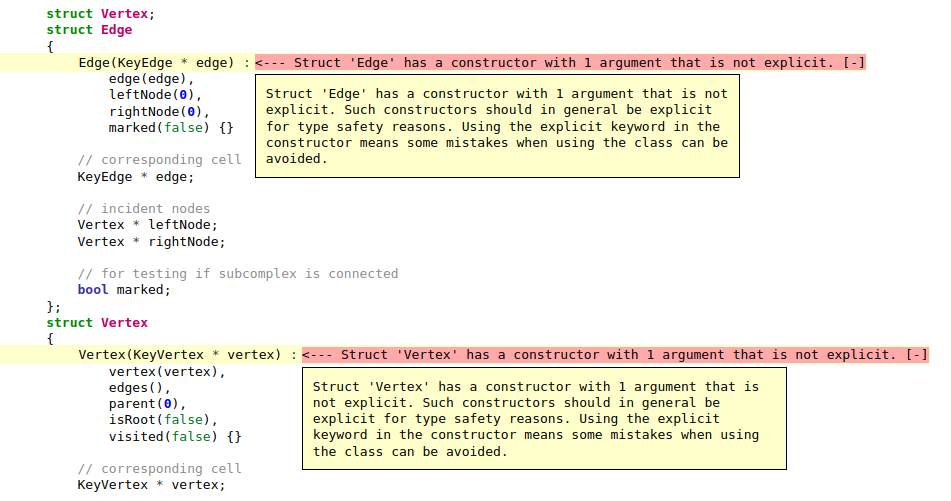 struct Vertex;
struct Edge
{
Edge(KeyEdge * edge) : <--- Struct 'Edge' has a constructor with 1 argument that is not explicit. [-]
edge(edge),
leftNode(0),
rightNode(0),
marked(false) {}
Struct 'Edge' has a constructor with 1 argument that is not
explicit. Such constructors should in general be explicit
for type safety reasons. Using the explicit keyword in the
constructor means some mistakes when using the class can be
avoided.
// corresponding cell
KeyEdge * edge;
// incident nodes
Vertex * leftNode;
Vertex * rightNode;
// for testing if subcomplex is connected
bool marked;
};
struct Vertex
{
Vertex(KeyVertex * vertex) : <--- Struct 'Vertex' has a constructor with 1 argument that is not explicit. [-]
vertex(vertex),
edges(),
parent(0),
isRoot(false),
visited(false) {}
Struct 'Vertex' has a constructor with 1 argument that is
not explicit. Such constructors should in general be
explicit for type safety reasons. Using the explicit
keyword in the constructor means some mistakes when using
the class can be avoided.
// corresponding cell
KeyVertex * vertex;